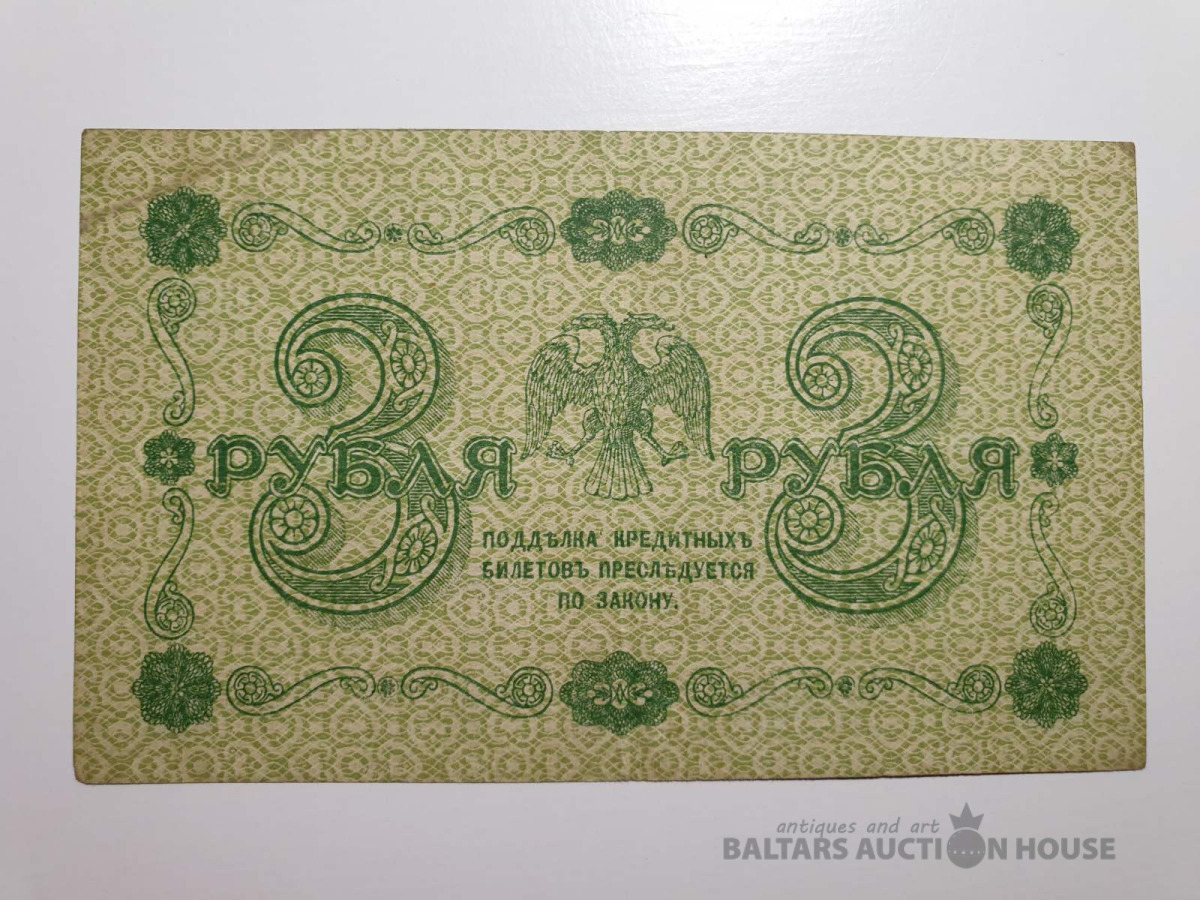 3 3
РУБЛЯ РУБЛЯ
ПОДДѢЛКА КРЕДИТНЫХЪ
БИЛЕТОВЪ ПРЕСЛѢДУЕТСЯ
ПО ЗАКОНУ.
antiques and art
BALTARS AUCTION HOUSE